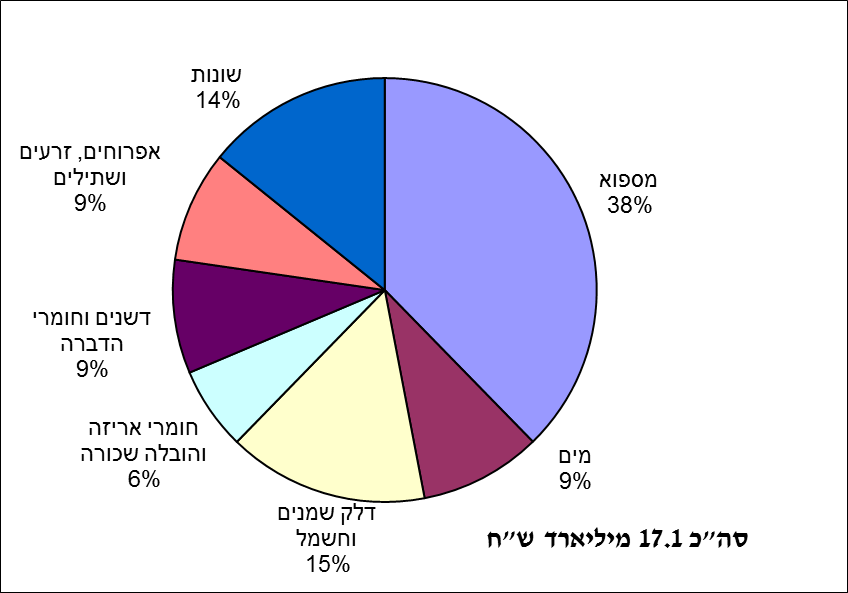 שונות
14%
אפרוחים, זרעים
ושתילים
9%
מספוא
38%
דשנים וחומרי
הדברה
9%
חומרי אריזה
והובלה שכורה
6%
מים
9%
דלק שמנים
וחשמל
15%
סה"כ 17.1 מיליארד ש"ח